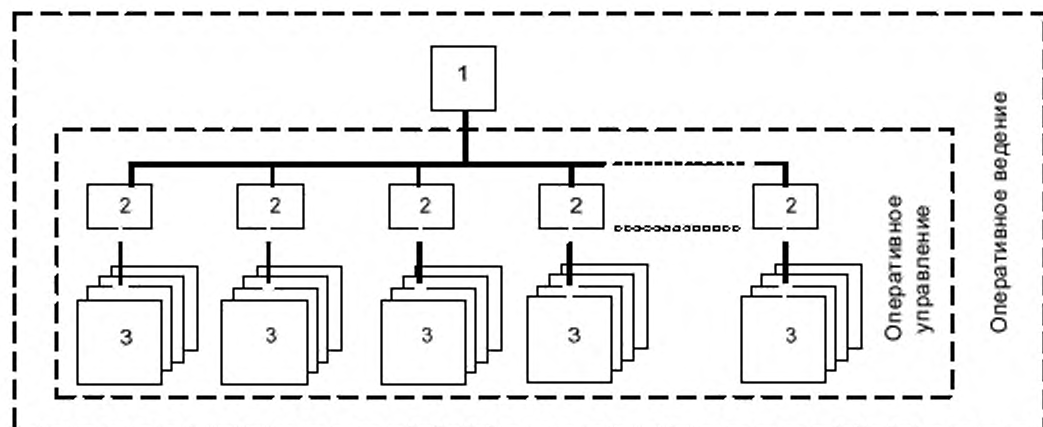 1
2 2 2 2 2
3 3 3 3 3
Оперативное
управление
Оперативное ведение